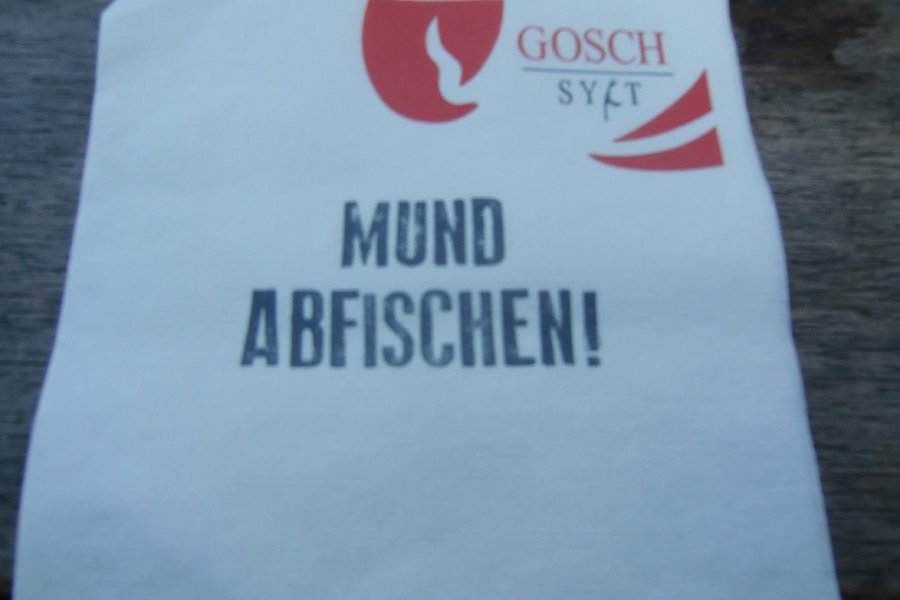 GOSCH
SYLT
MUND
ABFISCHEN!